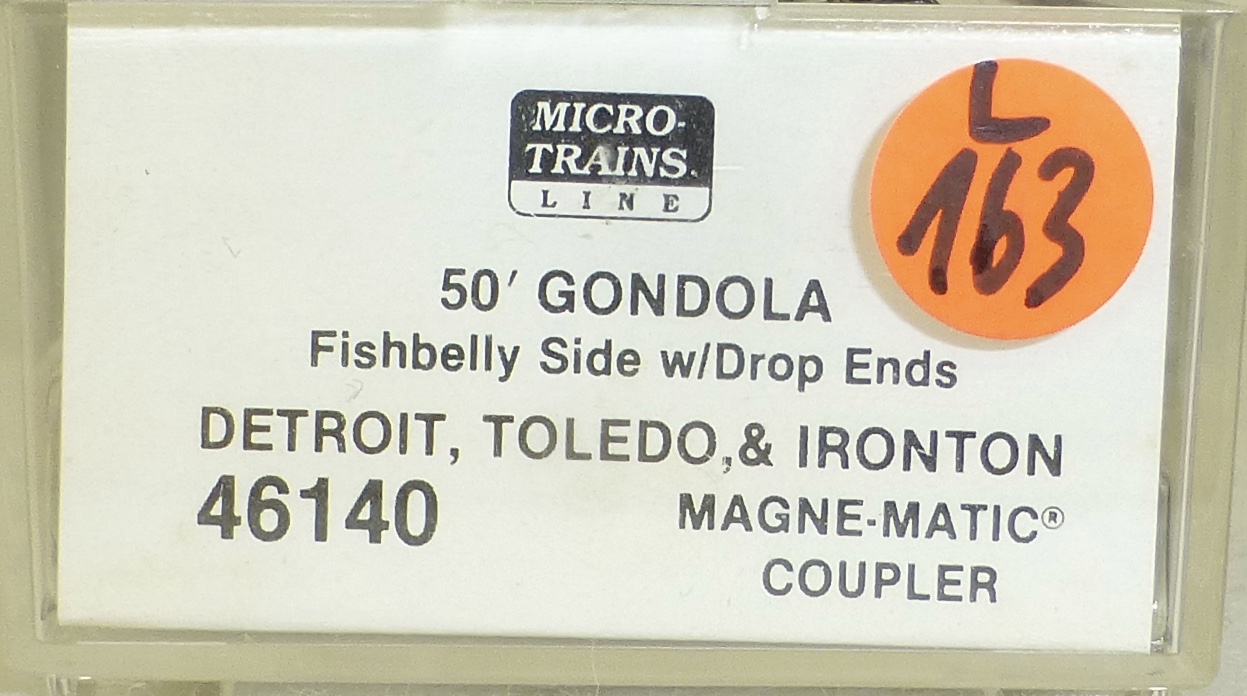 MICRO-
TRAINS
LINE
L
163
50' GONDOLA
Fishbelly Side w/Drop Ends
DETROIT, TOLEDO,& IRONTON
46140
MAGNE-MATIC®
COUPLER